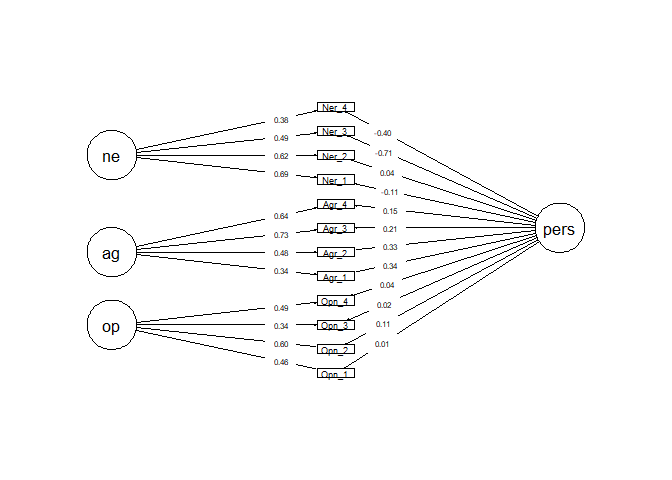 Ner_4
0.38
-0.40
Ner_3
0.49
-0.71
ne
Ner_2
0.62
0.04
Ner_1
0.69
-0.11
Agr_4
0.64
0.15
Agr_3
0.73
0.21
pers
ag
Agr_2
0.48
0.33
Agr_1
0.34
0.34
Opn_4
0.49
0.04
op
Opn_3
0.34
0.02
Opn_2
0.60
0.11
Opn_1
0.46
0.01